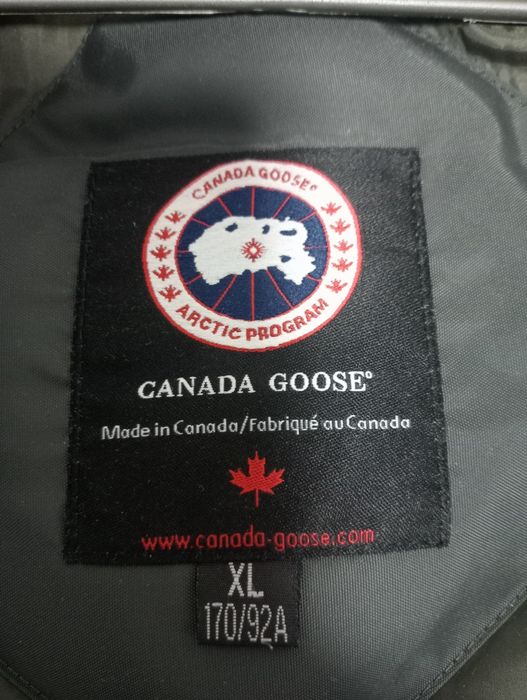 CANADA GOOSE®
ARCTIC PROGRAM
CANADA GOOSE®
Made in Canada/Fabriqué au Canada
www.canada-goose.com
XL
170/92A